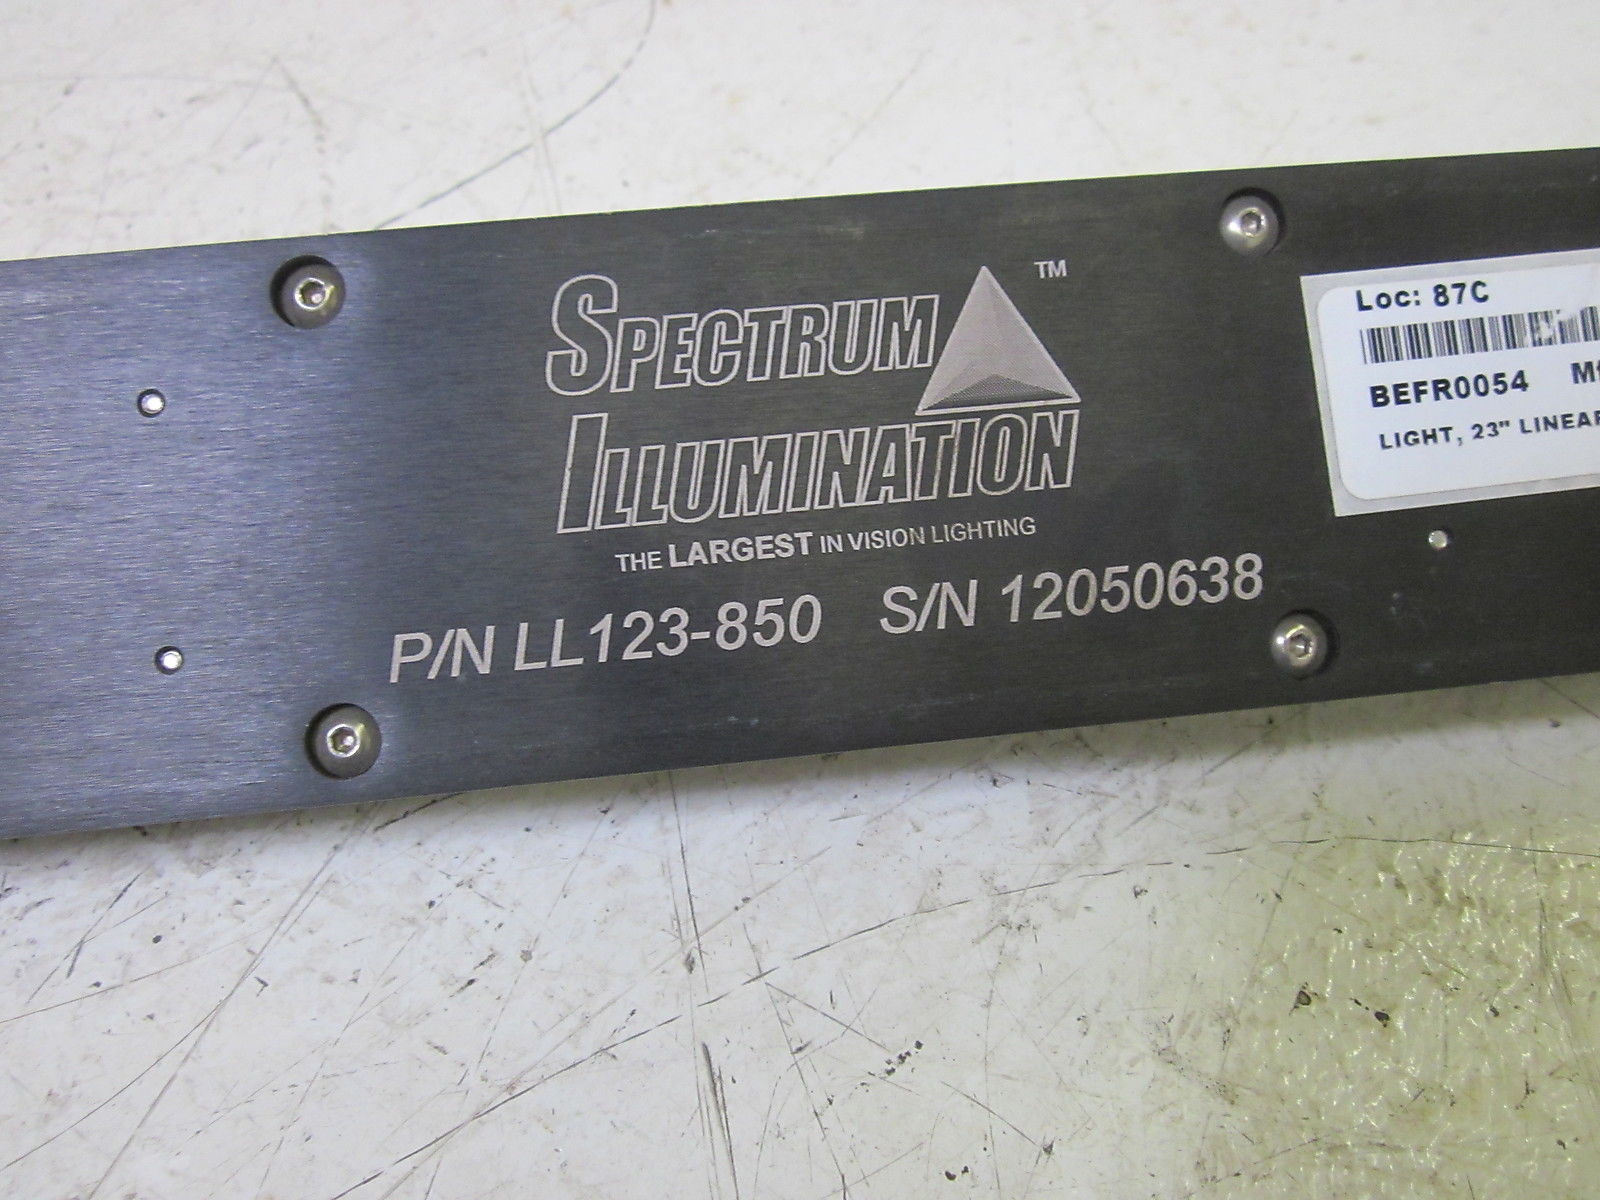 SPECTRUM TM
ILLUMINATION
THE LARGEST IN VISION LIGHTING
P/N LL123-850 S/N 12050638
Loc: 87C
BEFR0054
LIGHT, 23" LINEAR